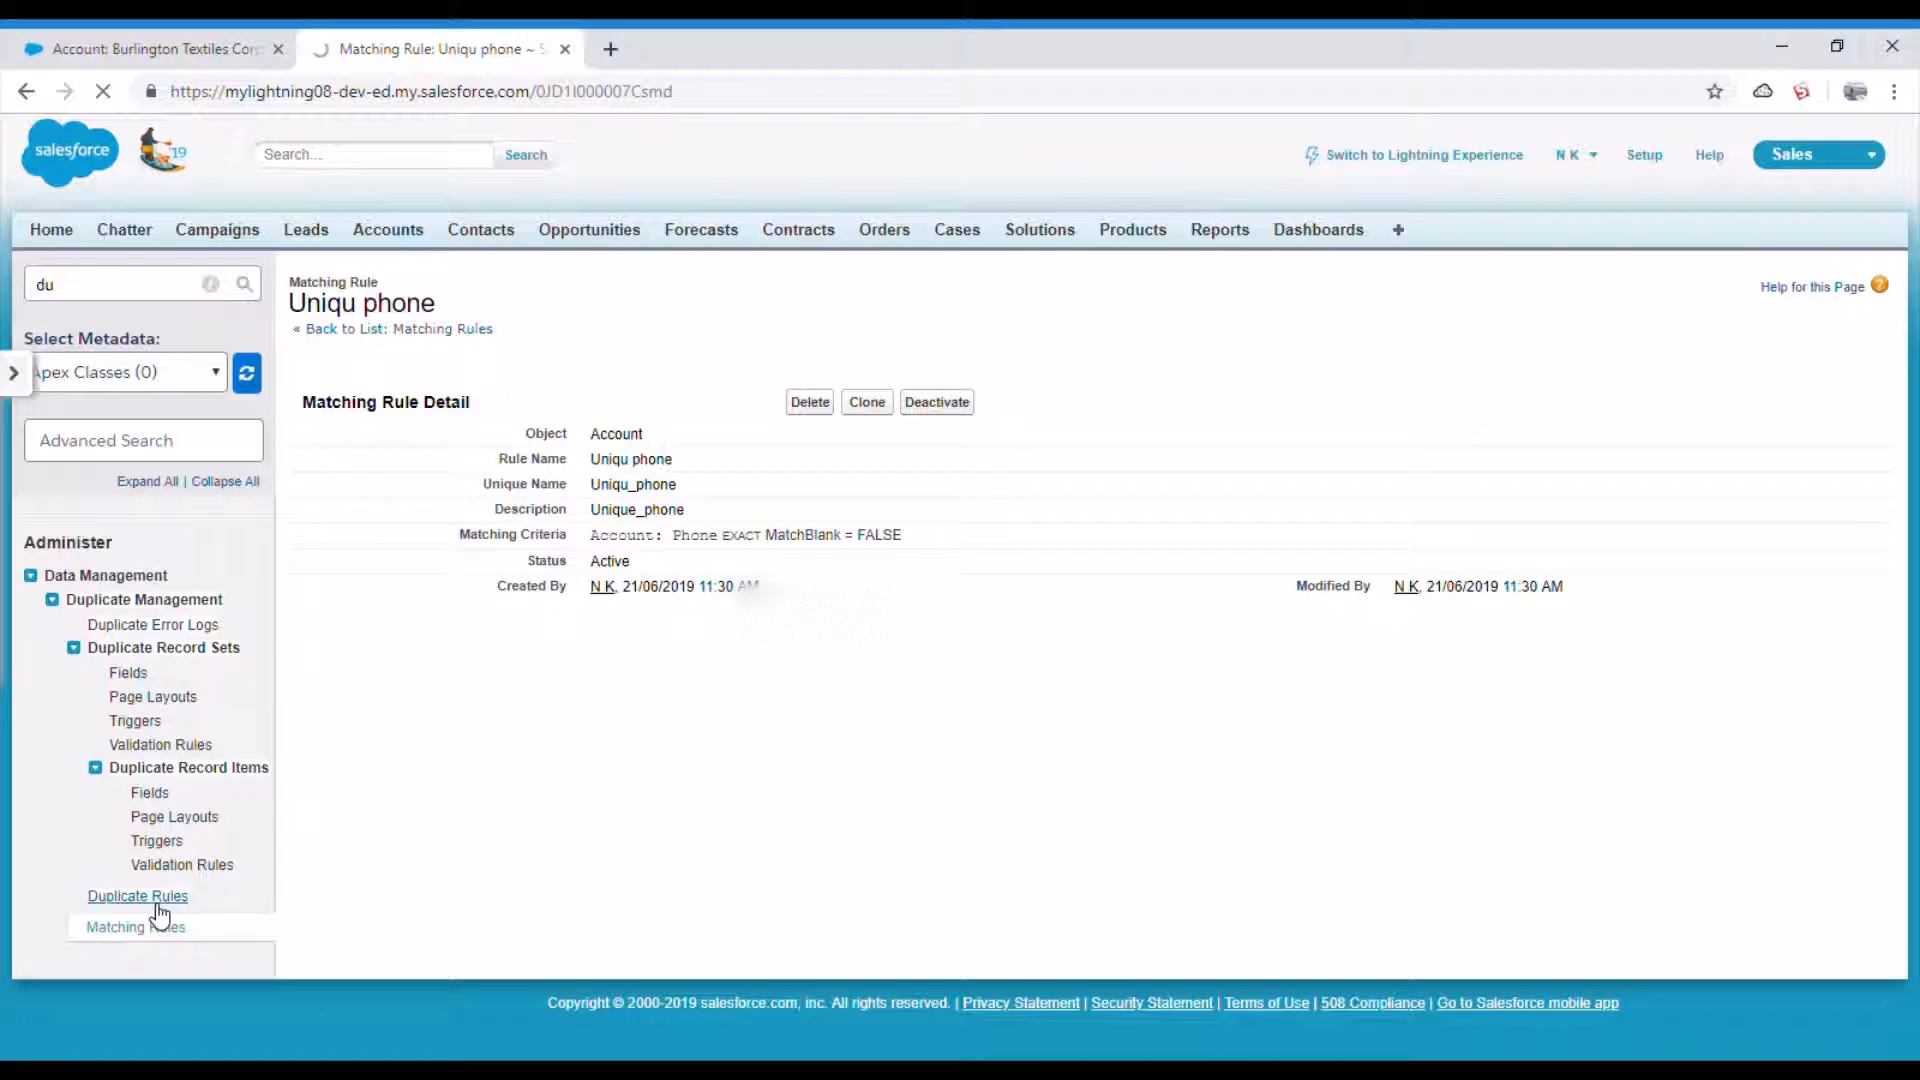 Account: Burlington Textiles Corp
Matching Rule: Uniqu phone ~ S
https://mylightning08-dev-ed.my.salesforce.com/0JD1I000007Csmd
salesforce
'19
Search...
Search
Switch to Lightning Experience
N K
Setup
Help
Sales
Home Chatter Campaigns Leads Accounts Contacts Opportunities Forecasts Contracts Orders Cases Solutions Products Reports Dashboards +
du
Select Metadata:
Apex Classes (0)
Advanced Search
Expand All | Collapse All
Administer
Data Management
Duplicate Management
Duplicate Error Logs
Duplicate Record Sets
Fields
Page Layouts
Triggers
Validation Rules
Duplicate Record Items
Fields
Page Layouts
Triggers
Validation Rules
Duplicate Rules
Matching Rules
Matching Rule
Uniqu phone
« Back to List: Matching Rules
Help for this Page ?
Matching Rule Detail
Delete Clone Deactivate
Object Account
Rule Name Uniqu phone
Unique Name Uniqu_phone
Description Unique_phone
Matching Criteria Account: Phone EXACT MatchBlank = FALSE
Status Active
Created By N K, 21/06/2019 11:30 AM
Modified By N K, 21/06/2019 11:30 AM
Copyright © 2000-2019 salesforce.com, inc. All rights reserved. | Privacy Statement | Security Statement | Terms of Use | 508 Compliance | Go to Salesforce mobile app